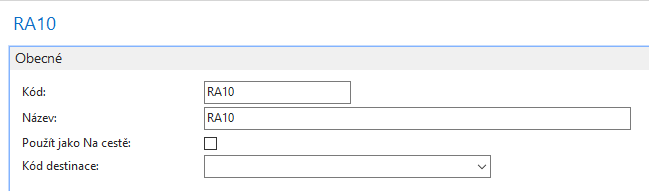 RA10
Obecné
Kód: RA10
Název: RA10
Použít jako Na cestě:
Kód destinace: